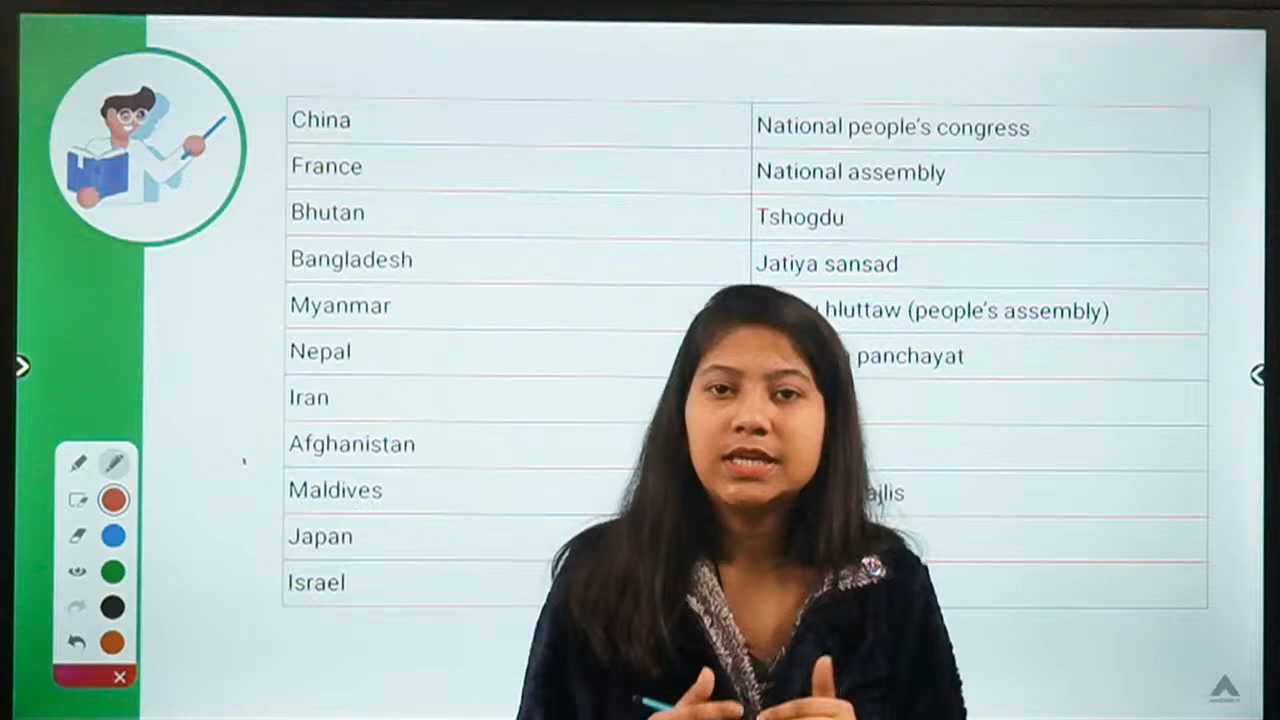 China
National people's congress
France
National assembly
Bhutan
Tshogdu
Bangladesh
Jatiya sansad
Myanmar
hluttaw (people's assembly)
Nepal
panchayat
Iran
Afghanistan
Maldives
Japan
Israel